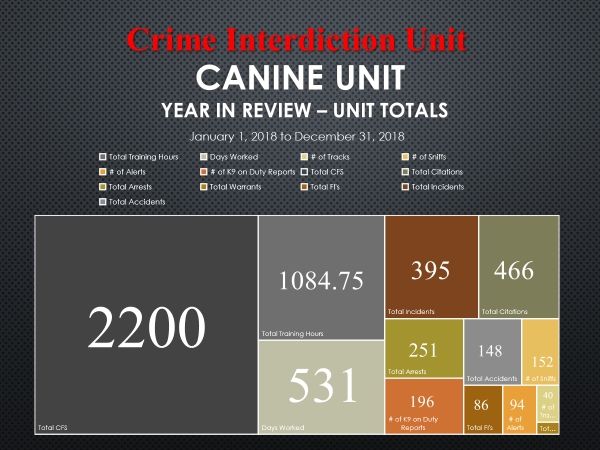 Crime Interdiction Unit
CANINE UNIT
YEAR IN REVIEW – UNIT TOTALS
January 1, 2018 to December 31, 2018
Total Training Hours
Days Worked
# of Tracks
# of Sniffs
# of Alerts
# of K9 on Duty Reports
Total CFS
Total Citations
Total Arrests
Total Warrants
Total FI's
Total Incidents
Total Accidents
2200
Total CFS
1084.75
Total Training Hours
531
Days Worked
395
Total Incidents
466
Total Citations
251
Total Arrests
148
Total Accidents
152
# of Sniffs
196
# of K9 on Duty
Reports
86
Total FI's
94
# of
Alerts
40
# of
Tot…